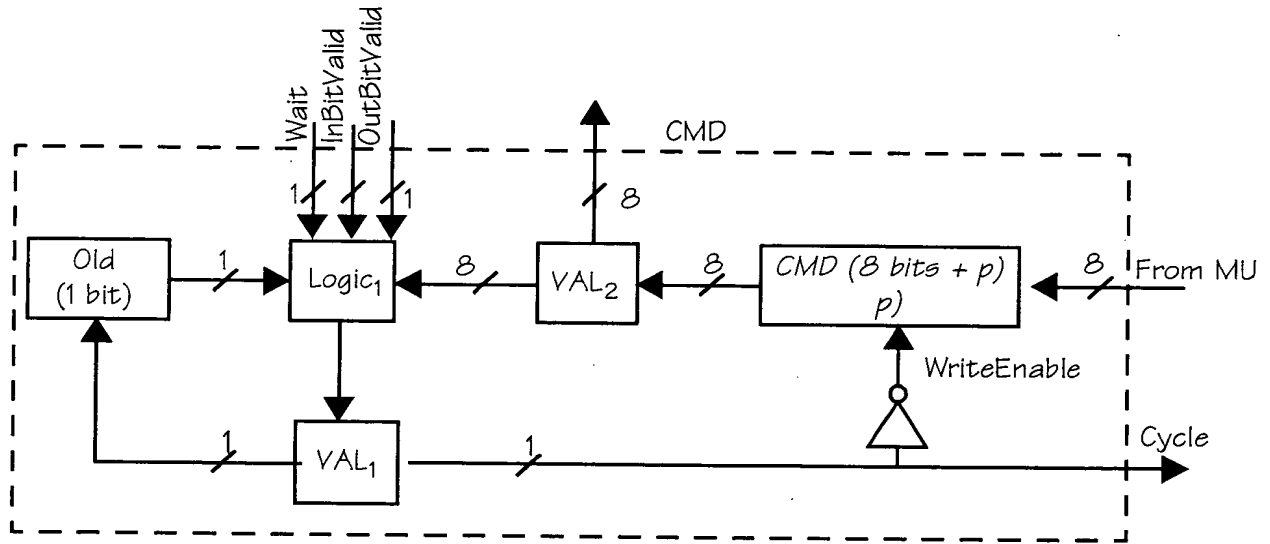 Wait
InBitValid
OutBitValid
CMD
1
1
8
Old
(1 bit)
1
Logic1
8
VAL2
8
CMD (8 bits + p)
p)
8
From MU
WriteEnable
1
VAL1
1
Cycle